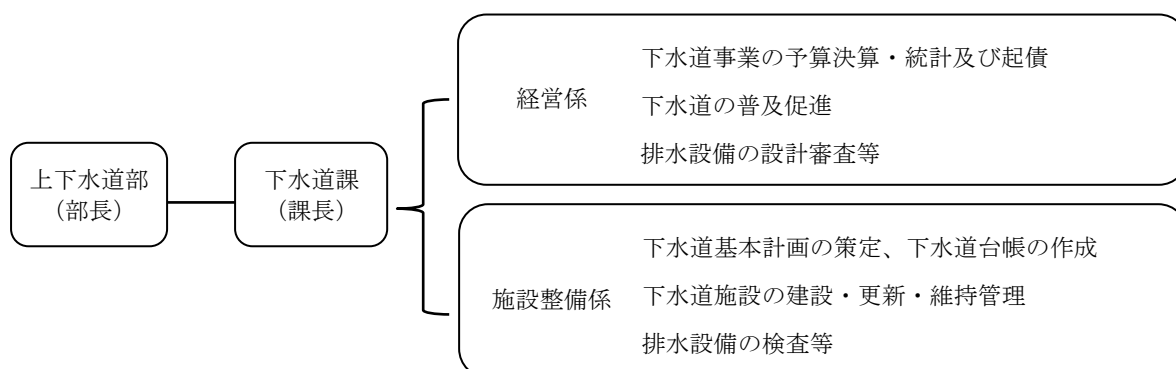 上下水道部
（部長）
下水道課
（課長）
経営係
下水道事業の予算決算・統計及び起債
下水道の普及促進
排水設備の設計審査等
施設整備係
下水道基本計画の策定、下水道台帳の作成
下水道施設の建設・更新・維持管理
排水設備の検査等